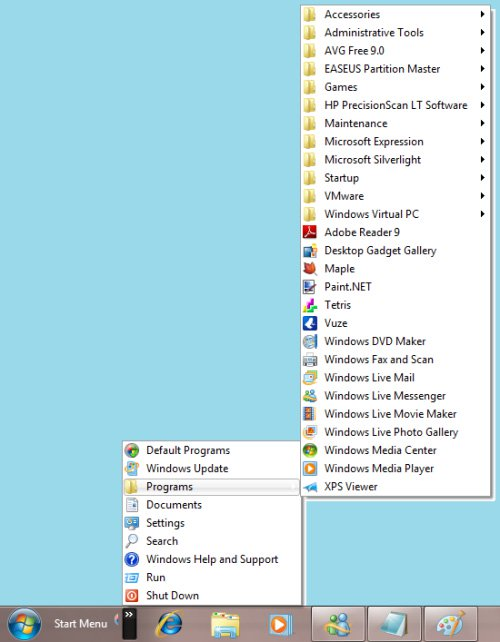 Accessories
Administrative Tools
AVG Free 9.0
EASEUS Partition Master
Games
HP PrecisionScan LT Software
Maintenance
Microsoft Expression
Microsoft Silverlight
Startup
VMware
Windows Virtual PC
Adobe Reader 9
Desktop Gadget Gallery
Maple
Paint.NET
Tetris
Vuze
Windows DVD Maker
Windows Fax and Scan
Windows Live Mail
Windows Live Messenger
Windows Live Movie Maker
Windows Live Photo Gallery
Windows Media Center
Windows Media Player
XPS Viewer
Default Programs
Windows Update
Programs
Documents
Settings
Search
Windows Help and Support
Run
Shut Down
Start Menu